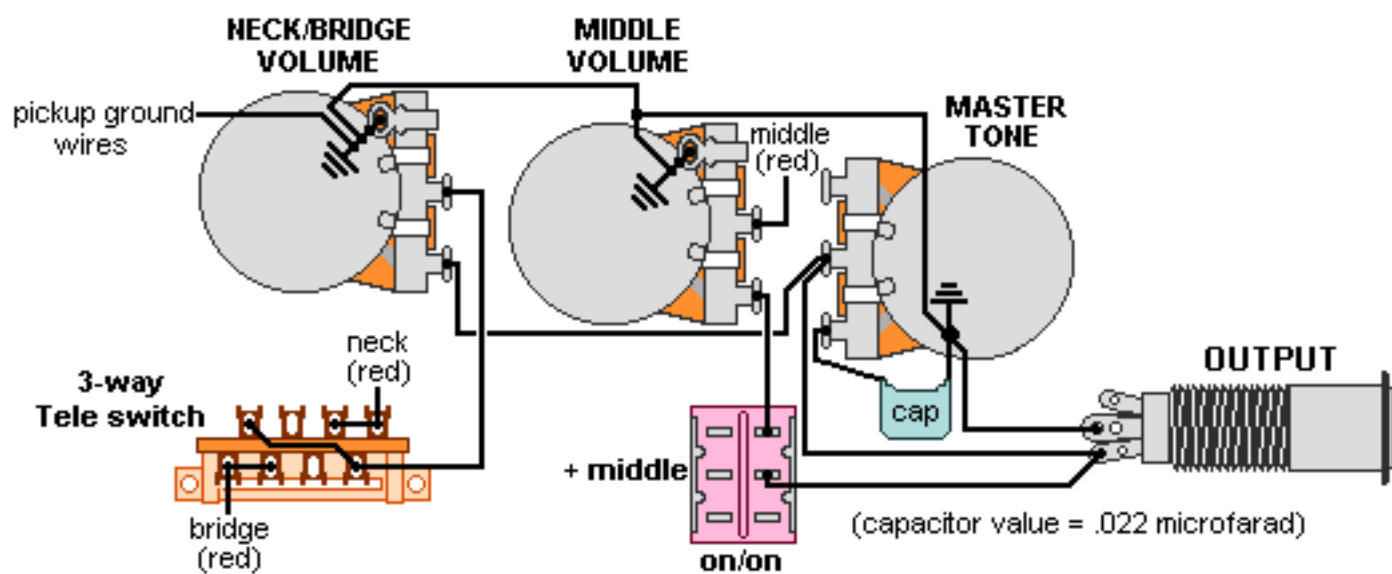 NECK/BRIDGE
VOLUME
MIDDLE
VOLUME
pickup ground
wires
middle
(red)
MASTER
TONE
neck
(red)
3-way
Tele switch
OUTPUT
cap
+ middle
bridge
(red)
(capacitor value = .022 microfarad)
on/on